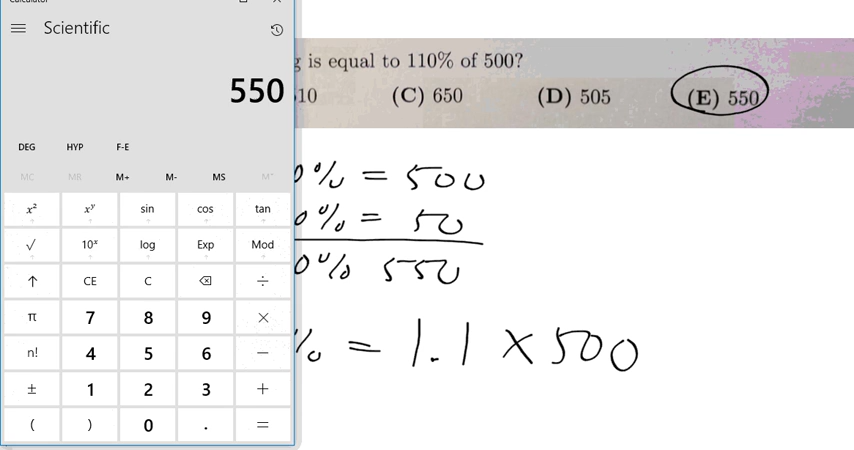 Scientific
550
DEG HYP F-E
MC MR M+ M- MS M˅
x² xʸ sin cos tan
√ 10ˣ log Exp Mod
↑ CE C ⌫ ÷
π 7 8 9 ×
n! 4 5 6 −
± 1 2 3 +
( ) 0 . =
g is equal to 110% of 500?
10 (C) 650 (D) 505 (E) 550
0% = 500
0% = 50
0% 550
% = 1.1 × 500